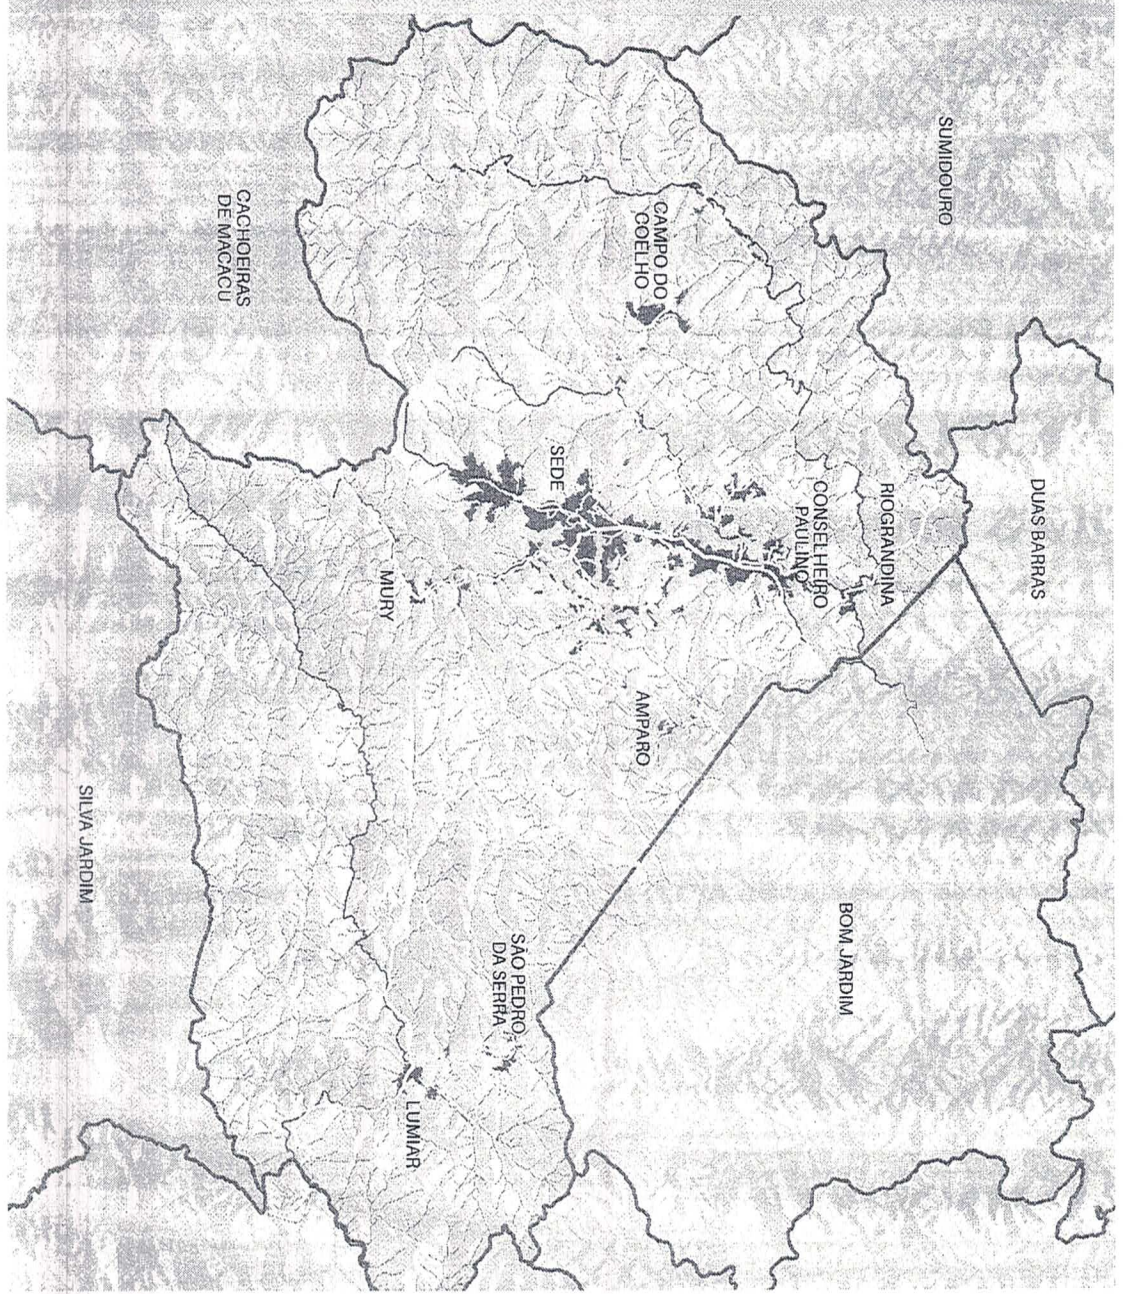 SUMIDOURO
DUAS BARRAS
CACHOEIRAS
DE MACACU
CAMPO DO
COELHO
RIOGRANDINA
CONSELHEIRO
PAULINO
SEDE
MURY
AMPARO
BOM JARDIM
SÃO PEDRO
DA SERRA
LUMIAR
SILVA JARDIM